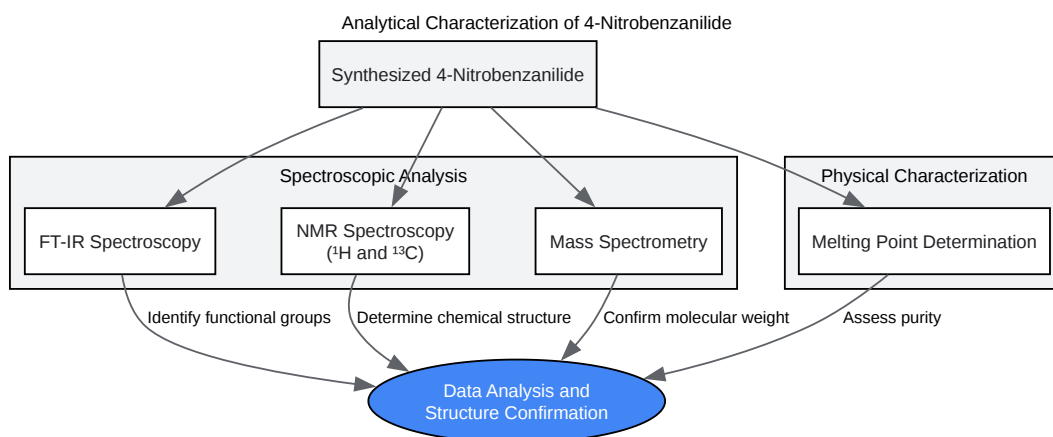 Analytical Characterization of 4-Nitrobenzanilide
Synthesized 4-Nitrobenzanilide
Spectroscopic Analysis
Physical Characterization
FT-IR Spectroscopy
NMR Spectroscopy
(¹H and ¹³C)
Mass Spectrometry
Melting Point Determination
Identify functional groups
Determine chemical structure
Confirm molecular weight
Assess purity
Data Analysis and
Structure Confirmation